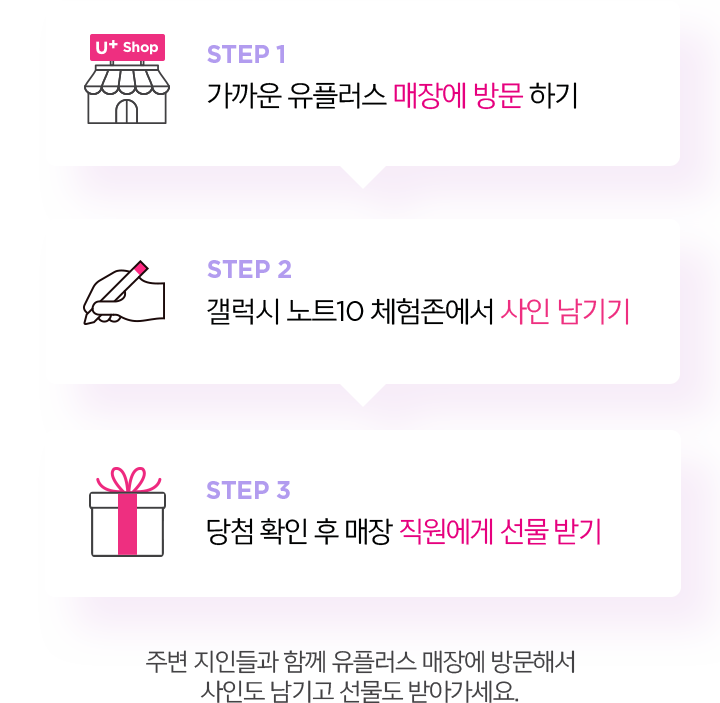 U+ Shop
STEP 1
가까운 유플러스 매장에 방문 하기
STEP 2
갤럭시 노트10 체험존에서 사인 남기기
STEP 3
당첨 확인 후 매장 직원에게 선물 받기
주변 지인들과 함께 유플러스 매장에 방문해서
사인도 남기고 선물도 받아가세요.